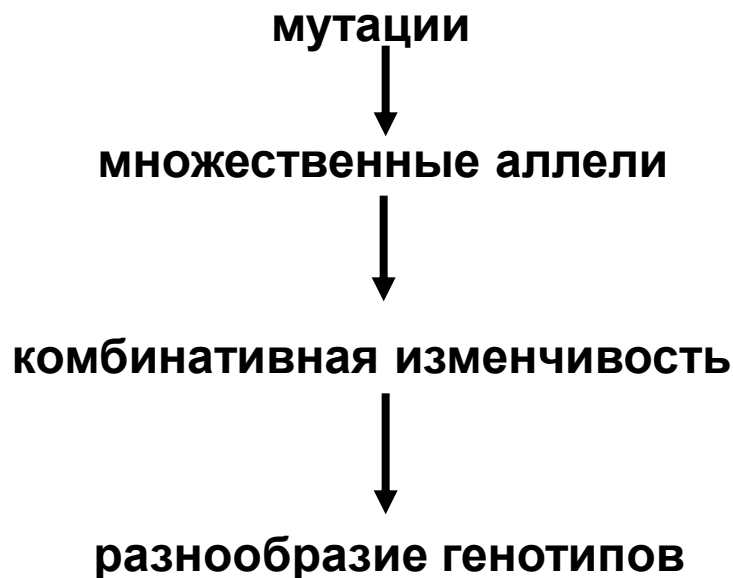 мутации
множественные аллели
комбинативная изменчивость
разнообразие генотипов